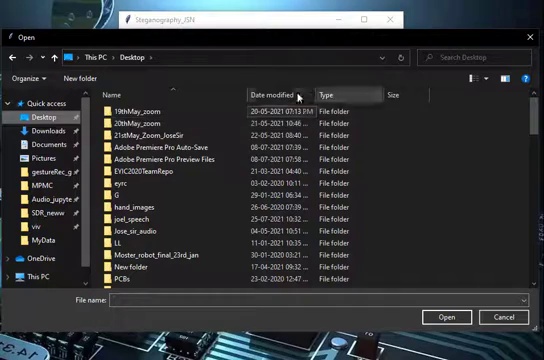 Steganography_JSN
Open
This PC > Desktop >
Search Desktop
Organize
New folder
Name
Date modified
Type
Size
Quick access
Desktop
Downloads
Documents
Pictures
gestureRec_g
MPMC
Audio_jupyte
SDR_neww
viv
MyData
OneDrive
This PC
19thMay_zoom 20-05-2021 07:13 PM File folder
20thMay_zoom 21-05-2021 10:46 ... File folder
21stMay_Zoom_JoseSir 22-05-2021 08:40 ... File folder
Adobe Premiere Pro Auto-Save 08-07-2021 07:39 ... File folder
Adobe Premiere Pro Preview Files 08-07-2021 07:58 ... File folder
EYIC2020TeamRepo 21-03-2021 04:40 ... File folder
eyrc 03-02-2020 10:11 ... File folder
G 29-01-2021 06:34 ... File folder
hand_images 26-06-2020 07:39 ... File folder
joel_speech 25-07-2021 10:32 ... File folder
Jose_sir_audio 04-05-2021 10:51 ... File folder
LL 11-01-2021 10:35 ... File folder
Moster_robot_final_23rd_jan 30-01-2020 03:21 ... File folder
New folder 17-04-2021 09:32 ... File folder
PCBs 23-02-2020 12:47 ... File folder
File name:
Open
Cancel